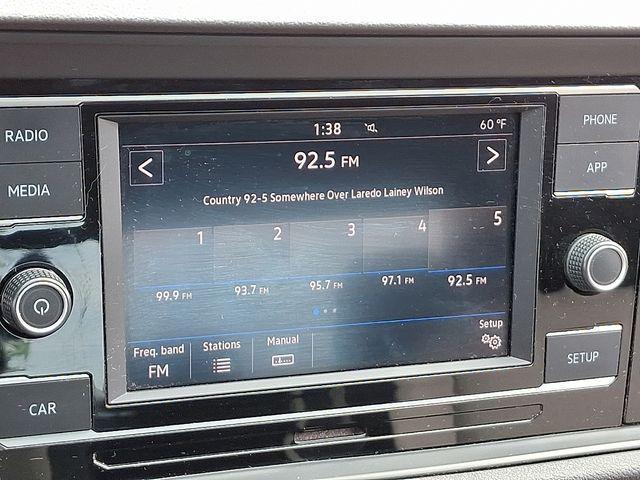 RADIO
MEDIA
CAR
PHONE
APP
SETUP
1:38
60 °F
<
92.5 FM
>
Country 92-5 Somewhere Over Laredo Lainey Wilson
1 2 3 4 5
99.9 FM 93.7 FM 95.7 FM 97.1 FM 92.5 FM
Freq. band Stations Manual Setup
FM